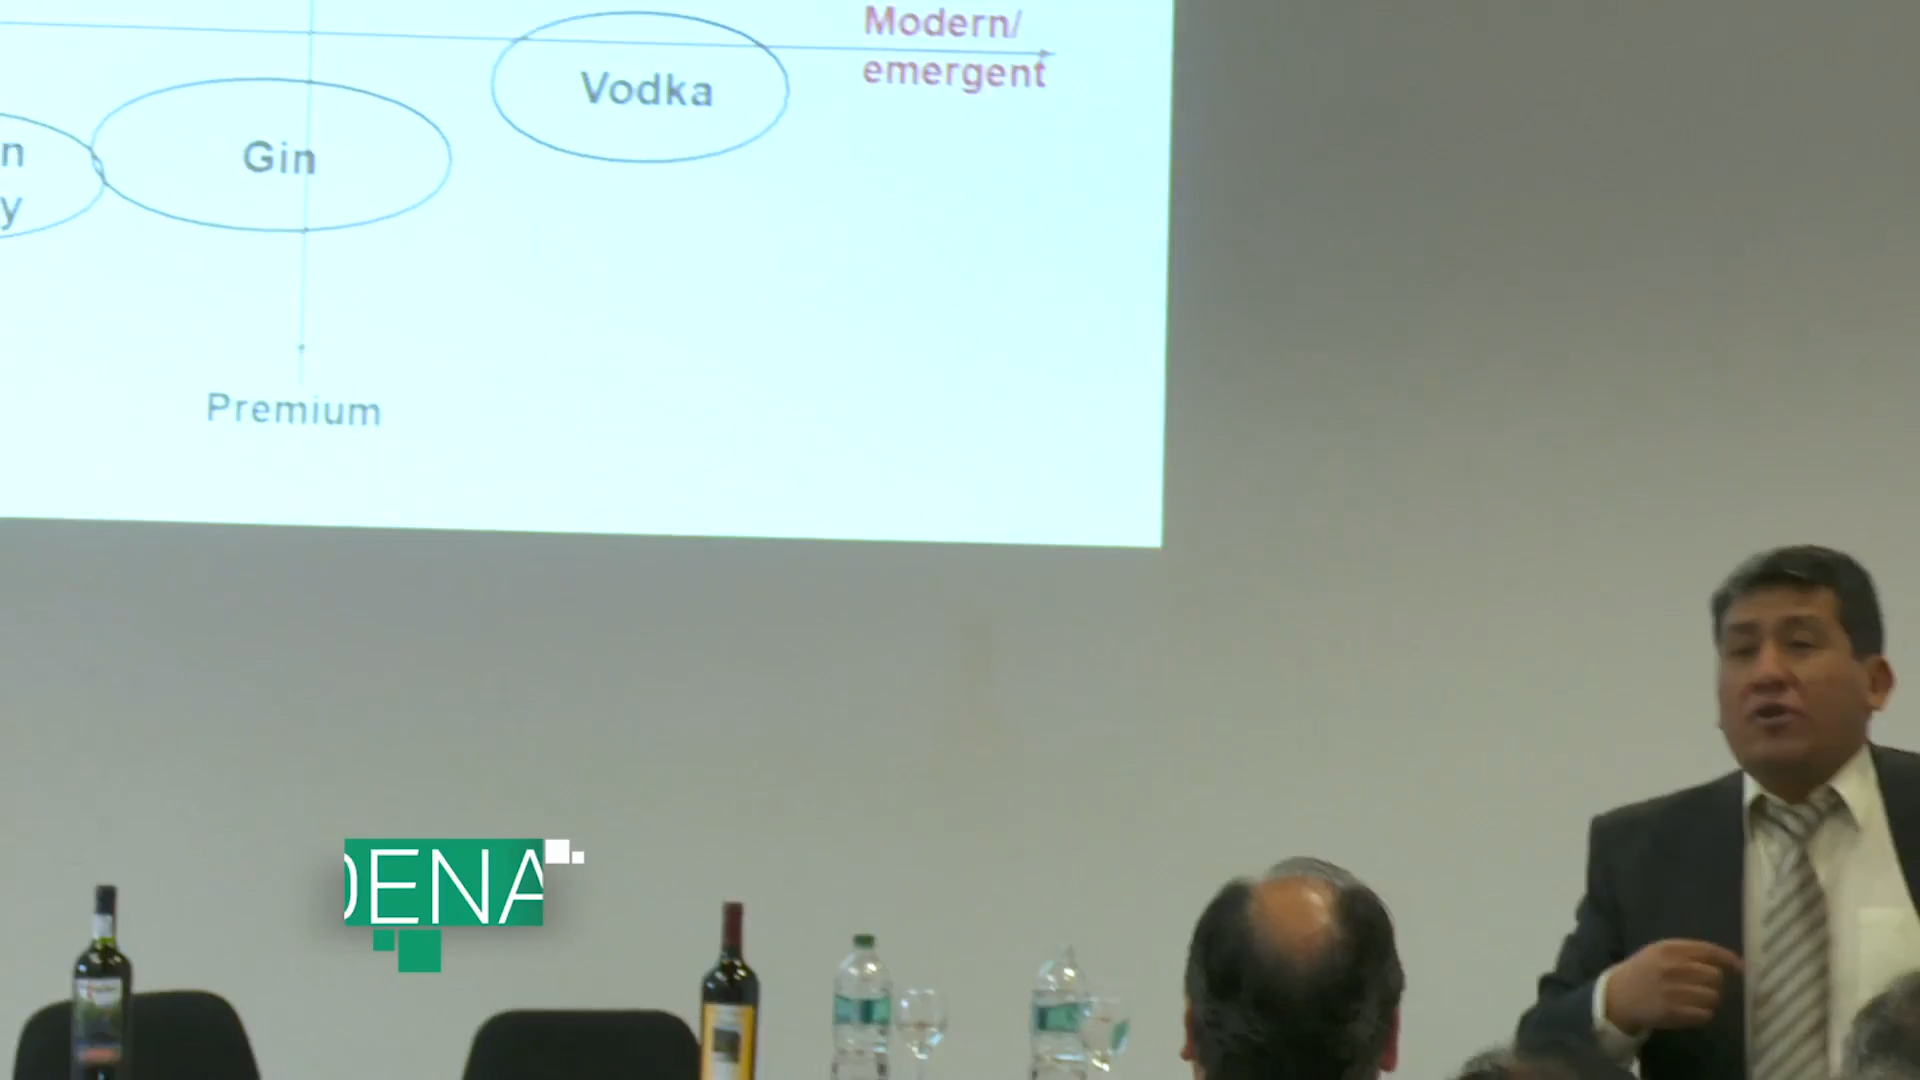 Modern/
emergent
Vodka
n
y
Gin
Premium
DENA